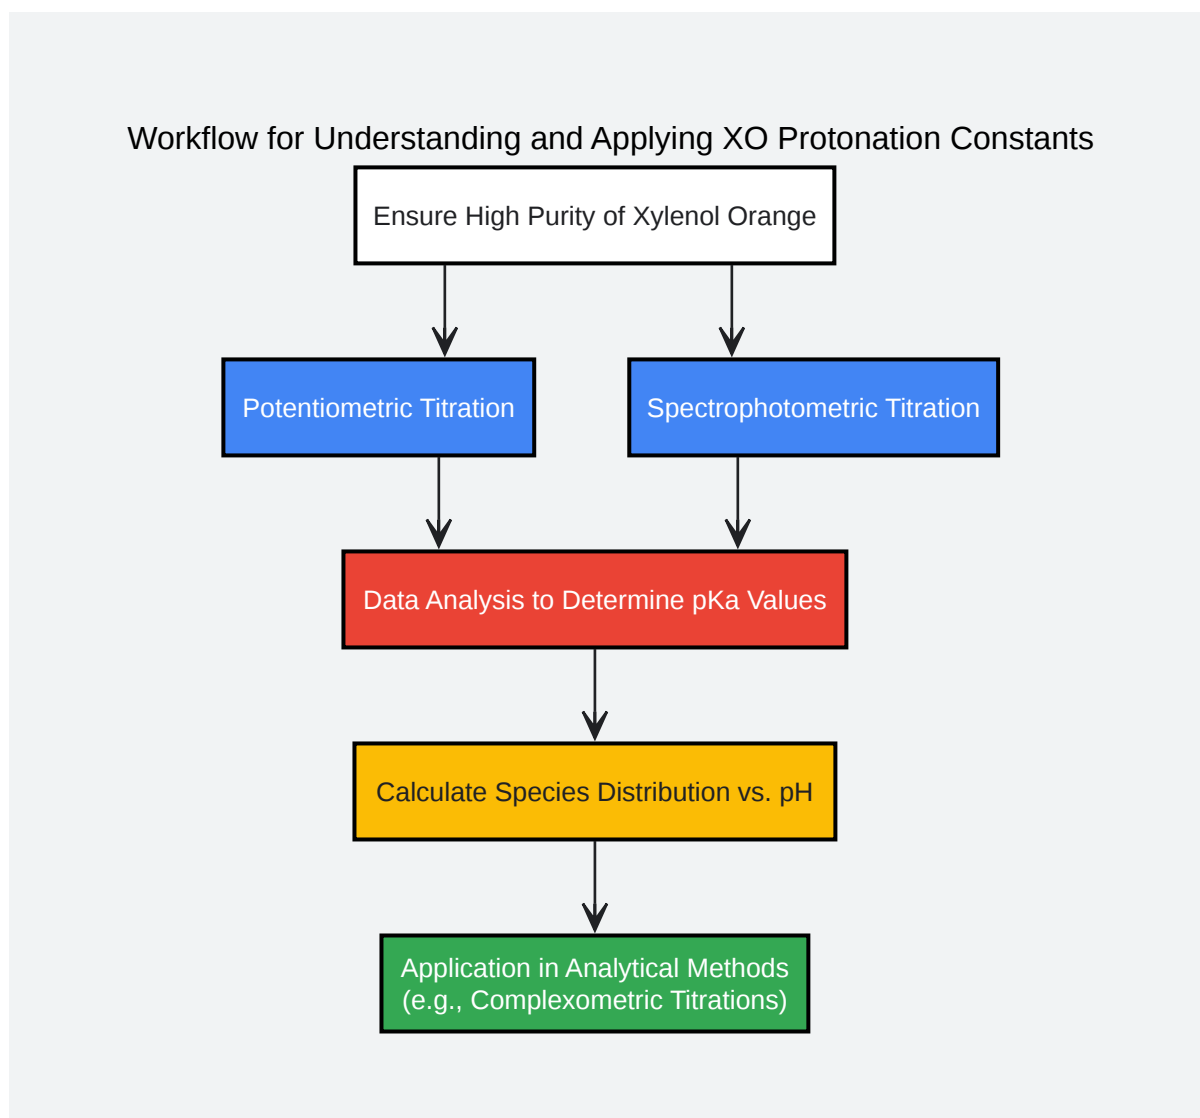 Workflow for Understanding and Applying XO Protonation Constants
Ensure High Purity of Xylenol Orange
Potentiometric Titration
Spectrophotometric Titration
Data Analysis to Determine pKa Values
Calculate Species Distribution vs. pH
Application in Analytical Methods
(e.g., Complexometric Titrations)